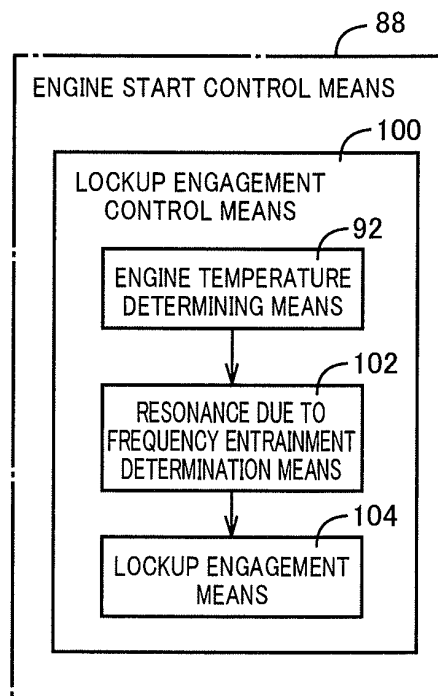 88
ENGINE START CONTROL MEANS
100
LOCKUP ENGAGEMENT
CONTROL MEANS
92
ENGINE TEMPERATURE
DETERMINING MEANS
102
RESONANCE DUE TO
FREQUENCY ENTRAINMENT
DETERMINATION MEANS
104
LOCKUP ENGAGEMENT
MEANS